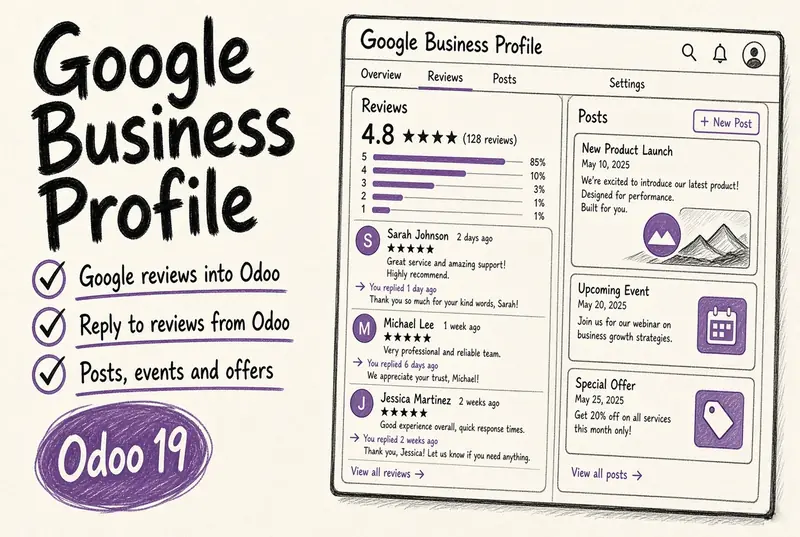 Google
Business
Profile
Google reviews into Odoo
Reply to reviews from Odoo
Posts, events and offers
Odoo 19
Google Business Profile
Overview
Reviews
Posts
Settings
Reviews
4.8 ★★★★ (128 reviews)
5 85%
4 10%
3 3%
2 1%
1 1%
S
Sarah Johnson 2 days ago
★★★★★
Great service and amazing support!
Highly recommend.
→ You replied 1 day ago
Thank you so much for your kind words, Sarah!
M
Michael Lee 1 week ago
★★★★★
Very professional and reliable team.
→ You replied 6 days ago
We appreciate your trust, Michael!
J
Jessica Martinez 2 weeks ago
★★★★★
Good experience overall, quick response times.
→ You replied 2 weeks ago
Thank you, Jessica! Let us know if you need anything.
View all reviews →
Posts
+ New Post
New Product Launch
May 10, 2025
We're excited to introduce our latest product!
Designed for performance.
Built for you.
Upcoming Event
May 20, 2025
Join us for our webinar on
business growth strategies.
Special Offer
May 25, 2025
Get 20% off on all services
this month only!
View all posts →